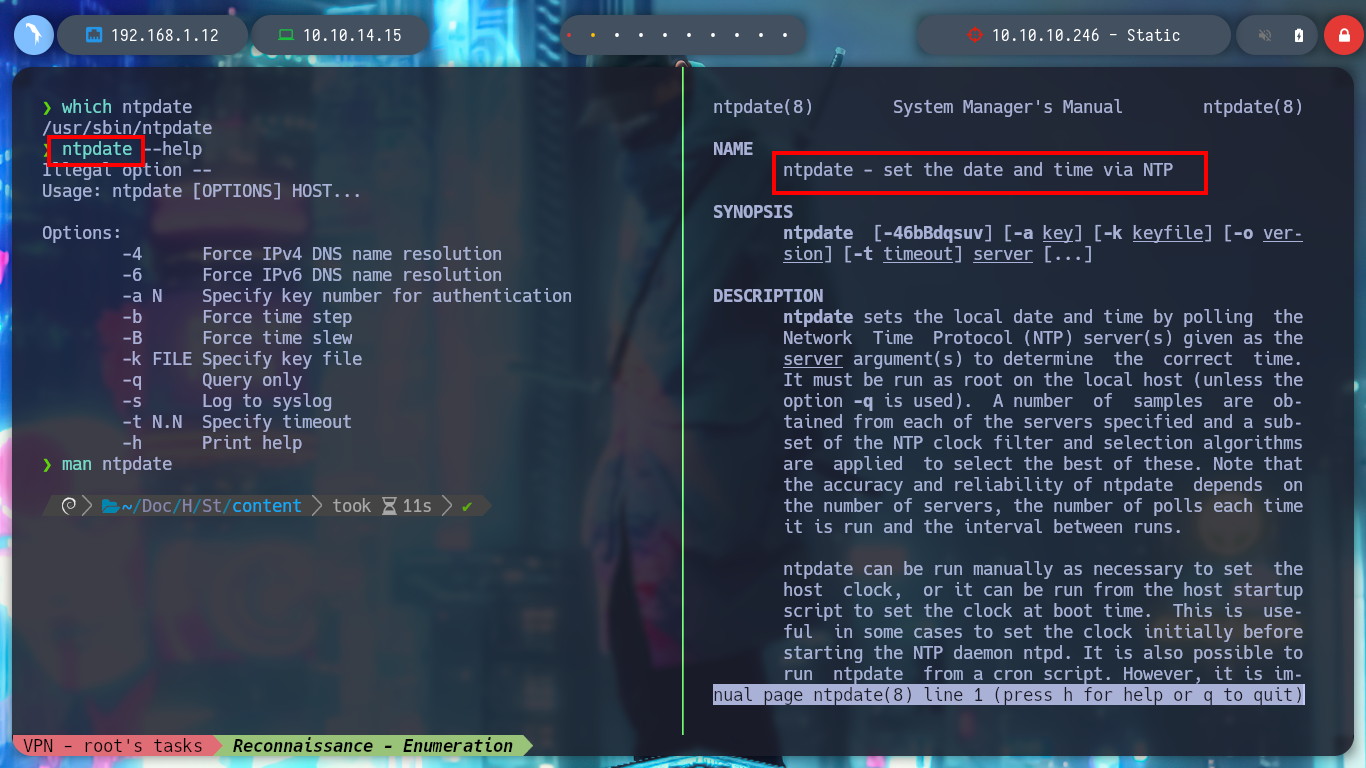 192.168.1.12
10.10.14.15
10.10.10.246 - Static
❯ which ntpdate
/usr/sbin/ntpdate
❯ ntpdate --help
Illegal option --
Usage: ntpdate [OPTIONS] HOST...
Options:
-4 Force IPv4 DNS name resolution
-6 Force IPv6 DNS name resolution
-a N Specify key number for authentication
-b Force time step
-B Force time slew
-k FILE Specify key file
-q Query only
-s Log to syslog
-t N.N Specify timeout
-h Print help
❯ man ntpdate
~/Doc/H/St/content took 11s ✔
ntpdate(8) System Manager's Manual ntpdate(8)
NAME
ntpdate - set the date and time via NTP
SYNOPSIS
ntpdate [-46bBdqsuv] [-a key] [-k keyfile] [-o ver-
sion] [-t timeout] server [...]
DESCRIPTION
ntpdate sets the local date and time by polling the
Network Time Protocol (NTP) server(s) given as the
server argument(s) to determine the correct time.
It must be run as root on the local host (unless the
option -q is used). A number of samples are ob-
tained from each of the servers specified and a sub-
set of the NTP clock filter and selection algorithms
are applied to select the best of these. Note that
the accuracy and reliability of ntpdate depends on
the number of servers, the number of polls each time
it is run and the interval between runs.
ntpdate can be run manually as necessary to set the
host clock, or it can be run from the host startup
script to set the clock at boot time. This is use-
ful in some cases to set the clock initially before
starting the NTP daemon ntpd. It is also possible to
run ntpdate from a cron script. However, it is im-
nual page ntpdate(8) line 1 (press h for help or q to quit)
VPN - root's tasks Reconnaissance - Enumeration